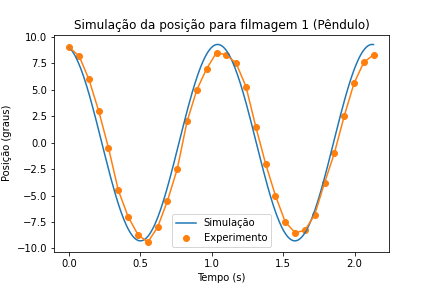 Simulação da posição para filmagem 1 (Pêndulo)
10.0
7.5
5.0
2.5
0.0
−2.5
−5.0
−7.5
−10.0
Posição (graus)
Simulação
Experimento
0.0 0.5 1.0 1.5 2.0
Tempo (s)